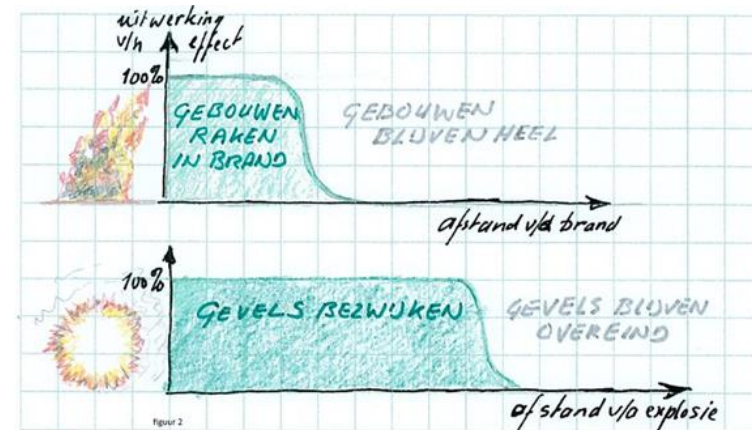 uitwerking
v/h effect
100%
GEBOUWEN
RAKEN
IN BRAND
GEBOUWEN
BLIJVEN HEEL
afstand v/d brand
100%
GEVELS BEZWIJKEN
GEVELS BLIJVEN
OVEREIND
afstand v/d explosie
figuur 2